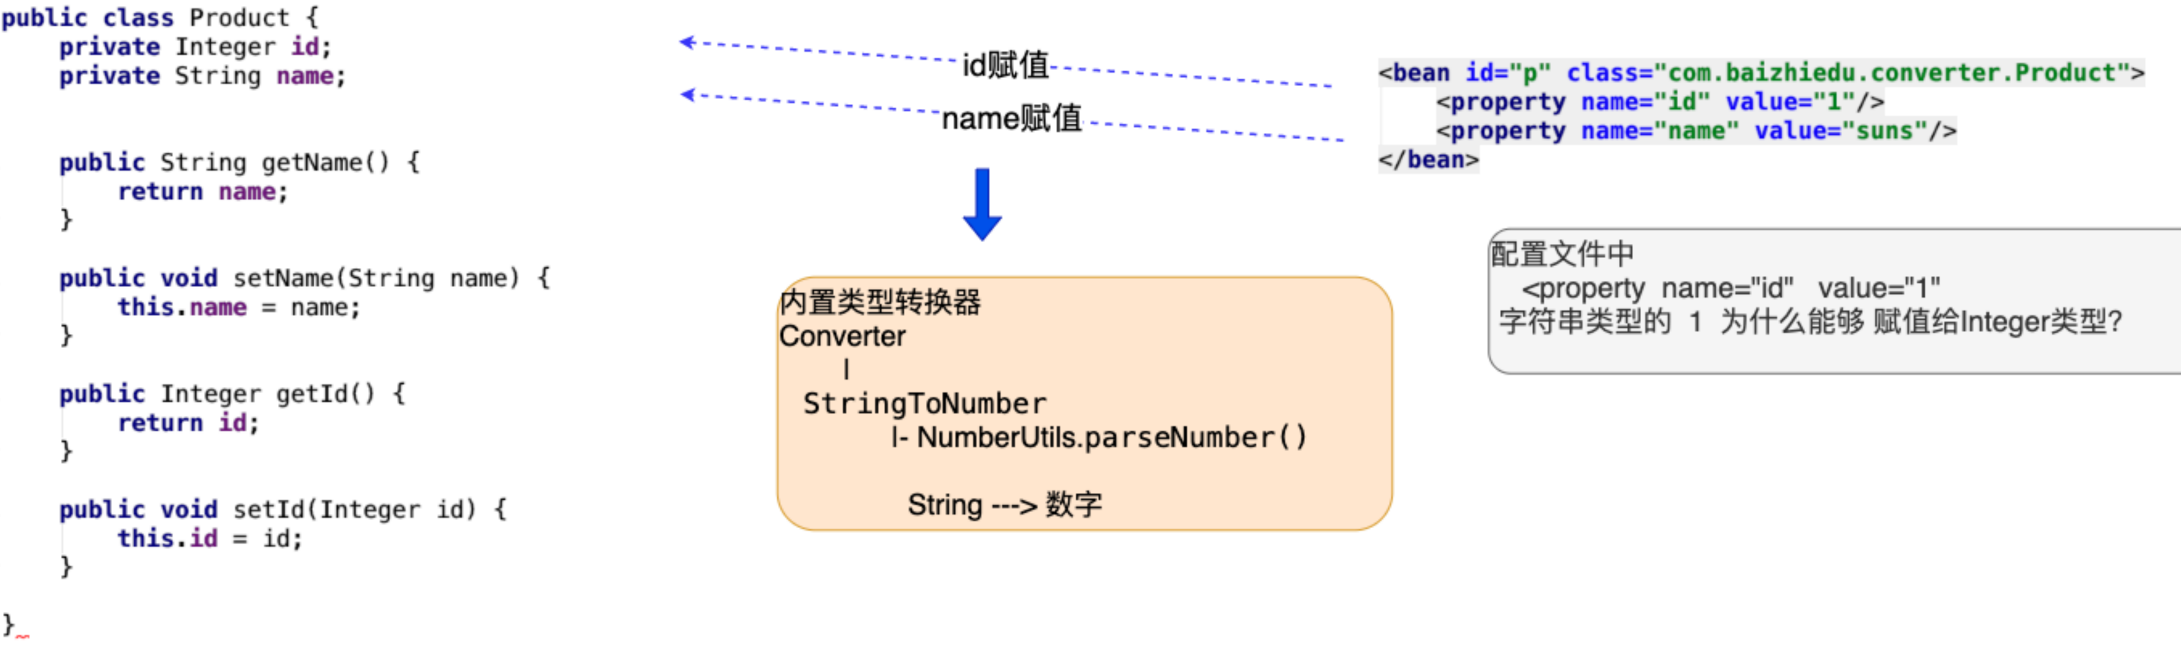 public class Product {
    private Integer id;
    private String name;
    public String getName() {
        return name;
    }
    public void setName(String name) {
        this.name = name;
    }
    public Integer getId() {
        return id;
    }
    public void setId(Integer id) {
        this.id = id;
    }
}
id赋值
name赋值
<bean id="p" class="com.baizhiedu.converter.Product">
    <property name="id" value="1"/>
    <property name="name" value="suns"/>
</bean>
内置类型转换器
Converter
|
StringToNumber
|- NumberUtils.parseNumber()
String ---> 数字
配置文件中
<property name="id" value="1"
字符串类型的 1 为什么能够 赋值给Integer类型?